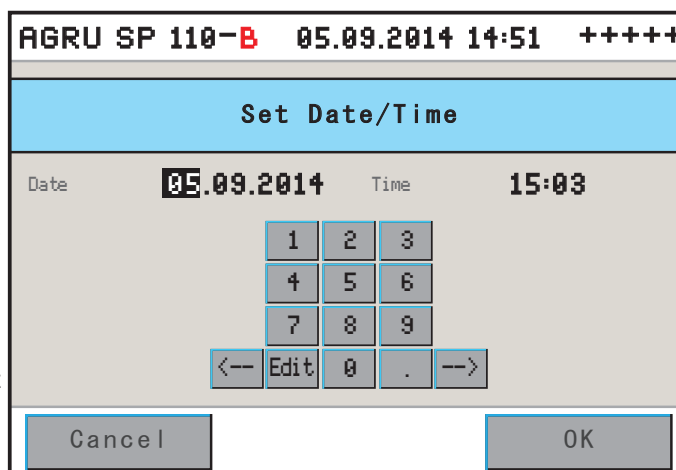 AGRU SP 110-B 05.09.2014 14:51 +++++
Set Date/Time
Date 05.09.2014 Time 15:03
1 2 3
4 5 6
7 8 9
<-- Edit 0 . -->
Cancel OK